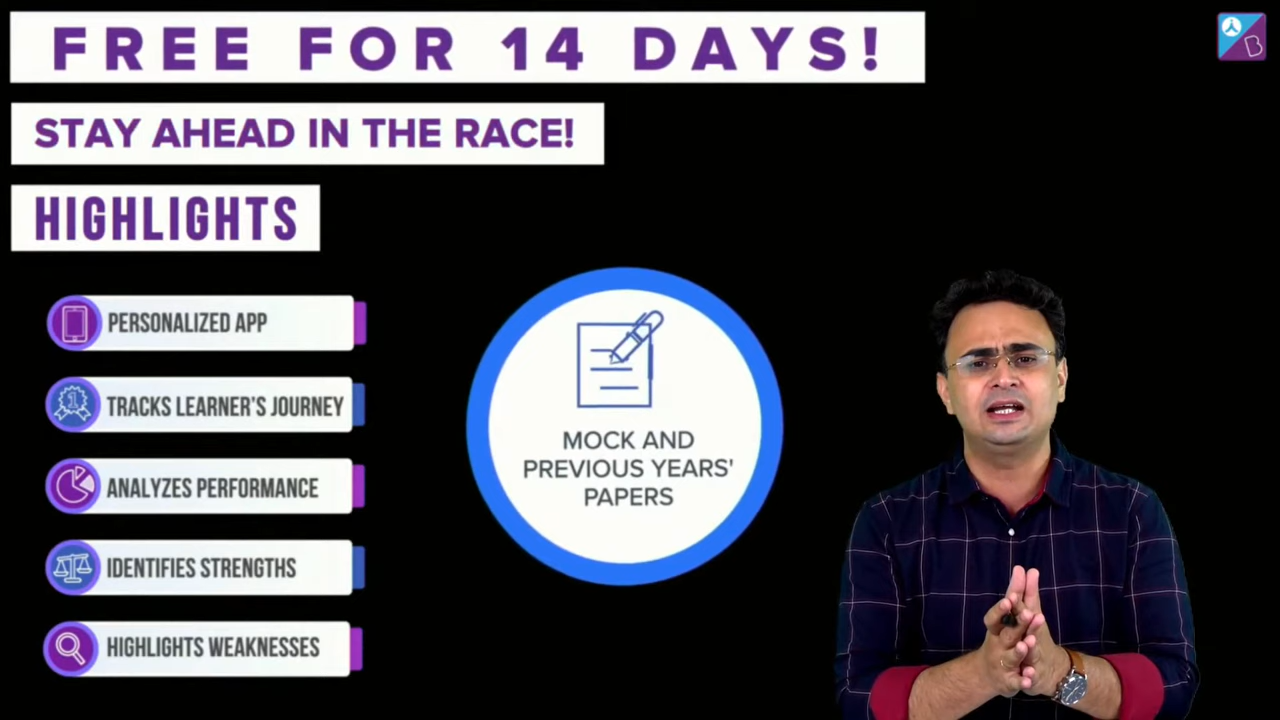 FREE FOR 14 DAYS!
STAY AHEAD IN THE RACE!
HIGHLIGHTS
PERSONALIZED APP
TRACKS LEARNER'S JOURNEY
ANALYZES PERFORMANCE
IDENTIFIES STRENGTHS
HIGHLIGHTS WEAKNESSES
MOCK AND
PREVIOUS YEARS'
PAPERS
B